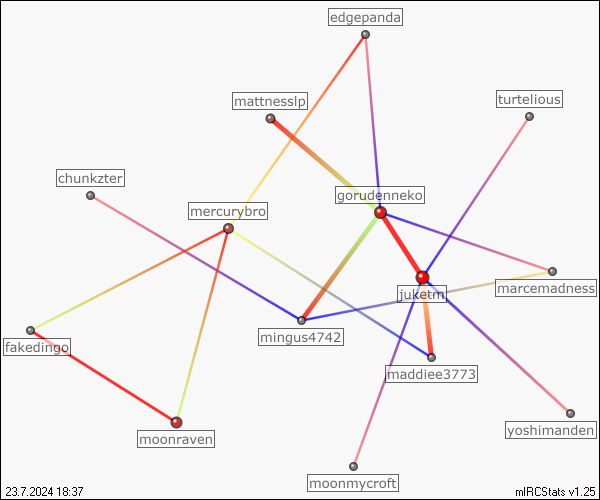 edgepanda
mattnesslp
turtelious
chunkzter
gorudenneko
mercurybro
marcemadness
juketm
mingus4742
fakedingo
maddiee3773
yoshimanden
moonraven
moonmycroft
23.7.2024 18:37
mIRCStats v1.25